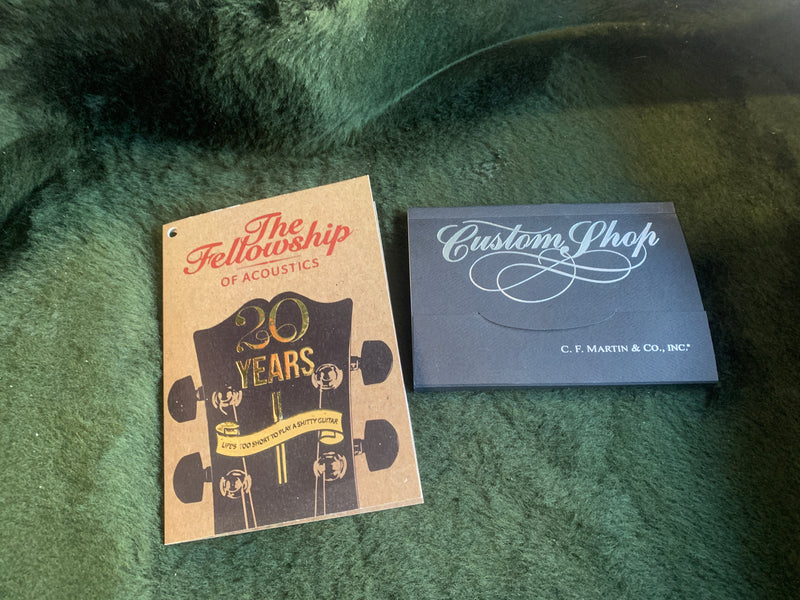 The
Fellowship
OF ACOUSTICS
20
YEARS
LIFE'S TOO SHORT TO PLAY A SHITTY GUITAR
Custom Shop
C. F. MARTIN & CO., INC.®